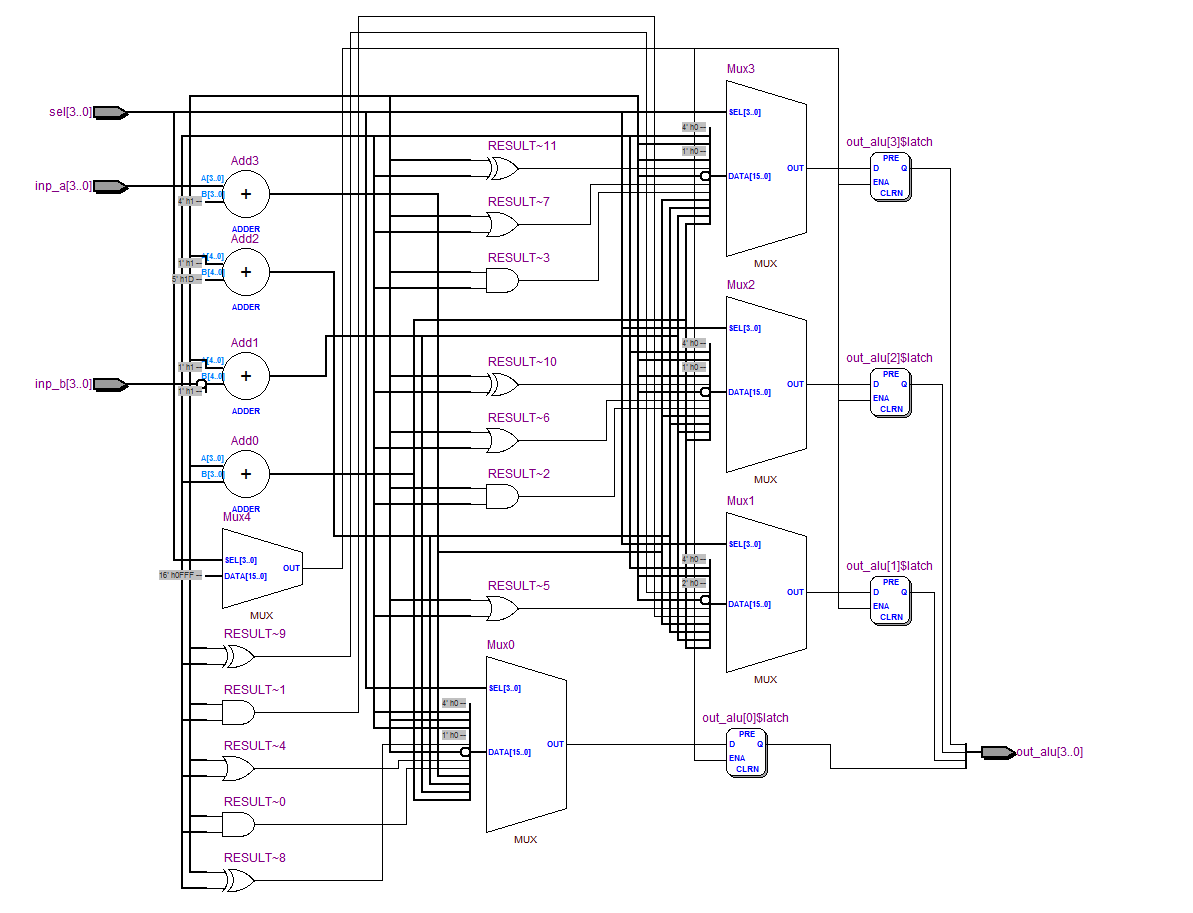 Mux3
sel[3..0]
SEL[3..0]
4' h0 --
RESULT~11
out_alu[3]$latch
1' h0 --
PRE
Add3
OUT
D
Q
A[3..0]
DATA[15..0]
ENA
inp_a[3..0]
B[3..0]
CLRN
4' h1 --
+
RESULT~7
ADDER
Add2
A[4..0]
RESULT~3
1' h1 --
MUX
B[4..0]
5' h1D --
+
Mux2
ADDER
SEL[3..0]
Add1
4' h0 --
out_alu[2]$latch
A[4..0]
RESULT~10
1' h0 --
PRE
1' h1 --
B[4..0]
+
OUT
D
Q
inp_b[3..0]
1' h1 --
DATA[15..0]
ENA
CLRN
ADDER
RESULT~6
Add0
A[3..0]
B[3..0]
+
RESULT~2
MUX
ADDER
Mux1
Mux4
SEL[3..0]
SEL[3..0]
4' h0 --
out_alu[1]$latch
OUT
16' h0FFF --
DATA[15..0]
RESULT~5
2' h0 --
PRE
OUT
D
Q
DATA[15..0]
ENA
MUX
CLRN
RESULT~9
Mux0
MUX
RESULT~1
SEL[3..0]
4' h0 --
out_alu[0]$latch
1' h0 --
PRE
RESULT~4
OUT
D
Q
DATA[15..0]
out_alu[3..0]
ENA
CLRN
RESULT~0
MUX
RESULT~8